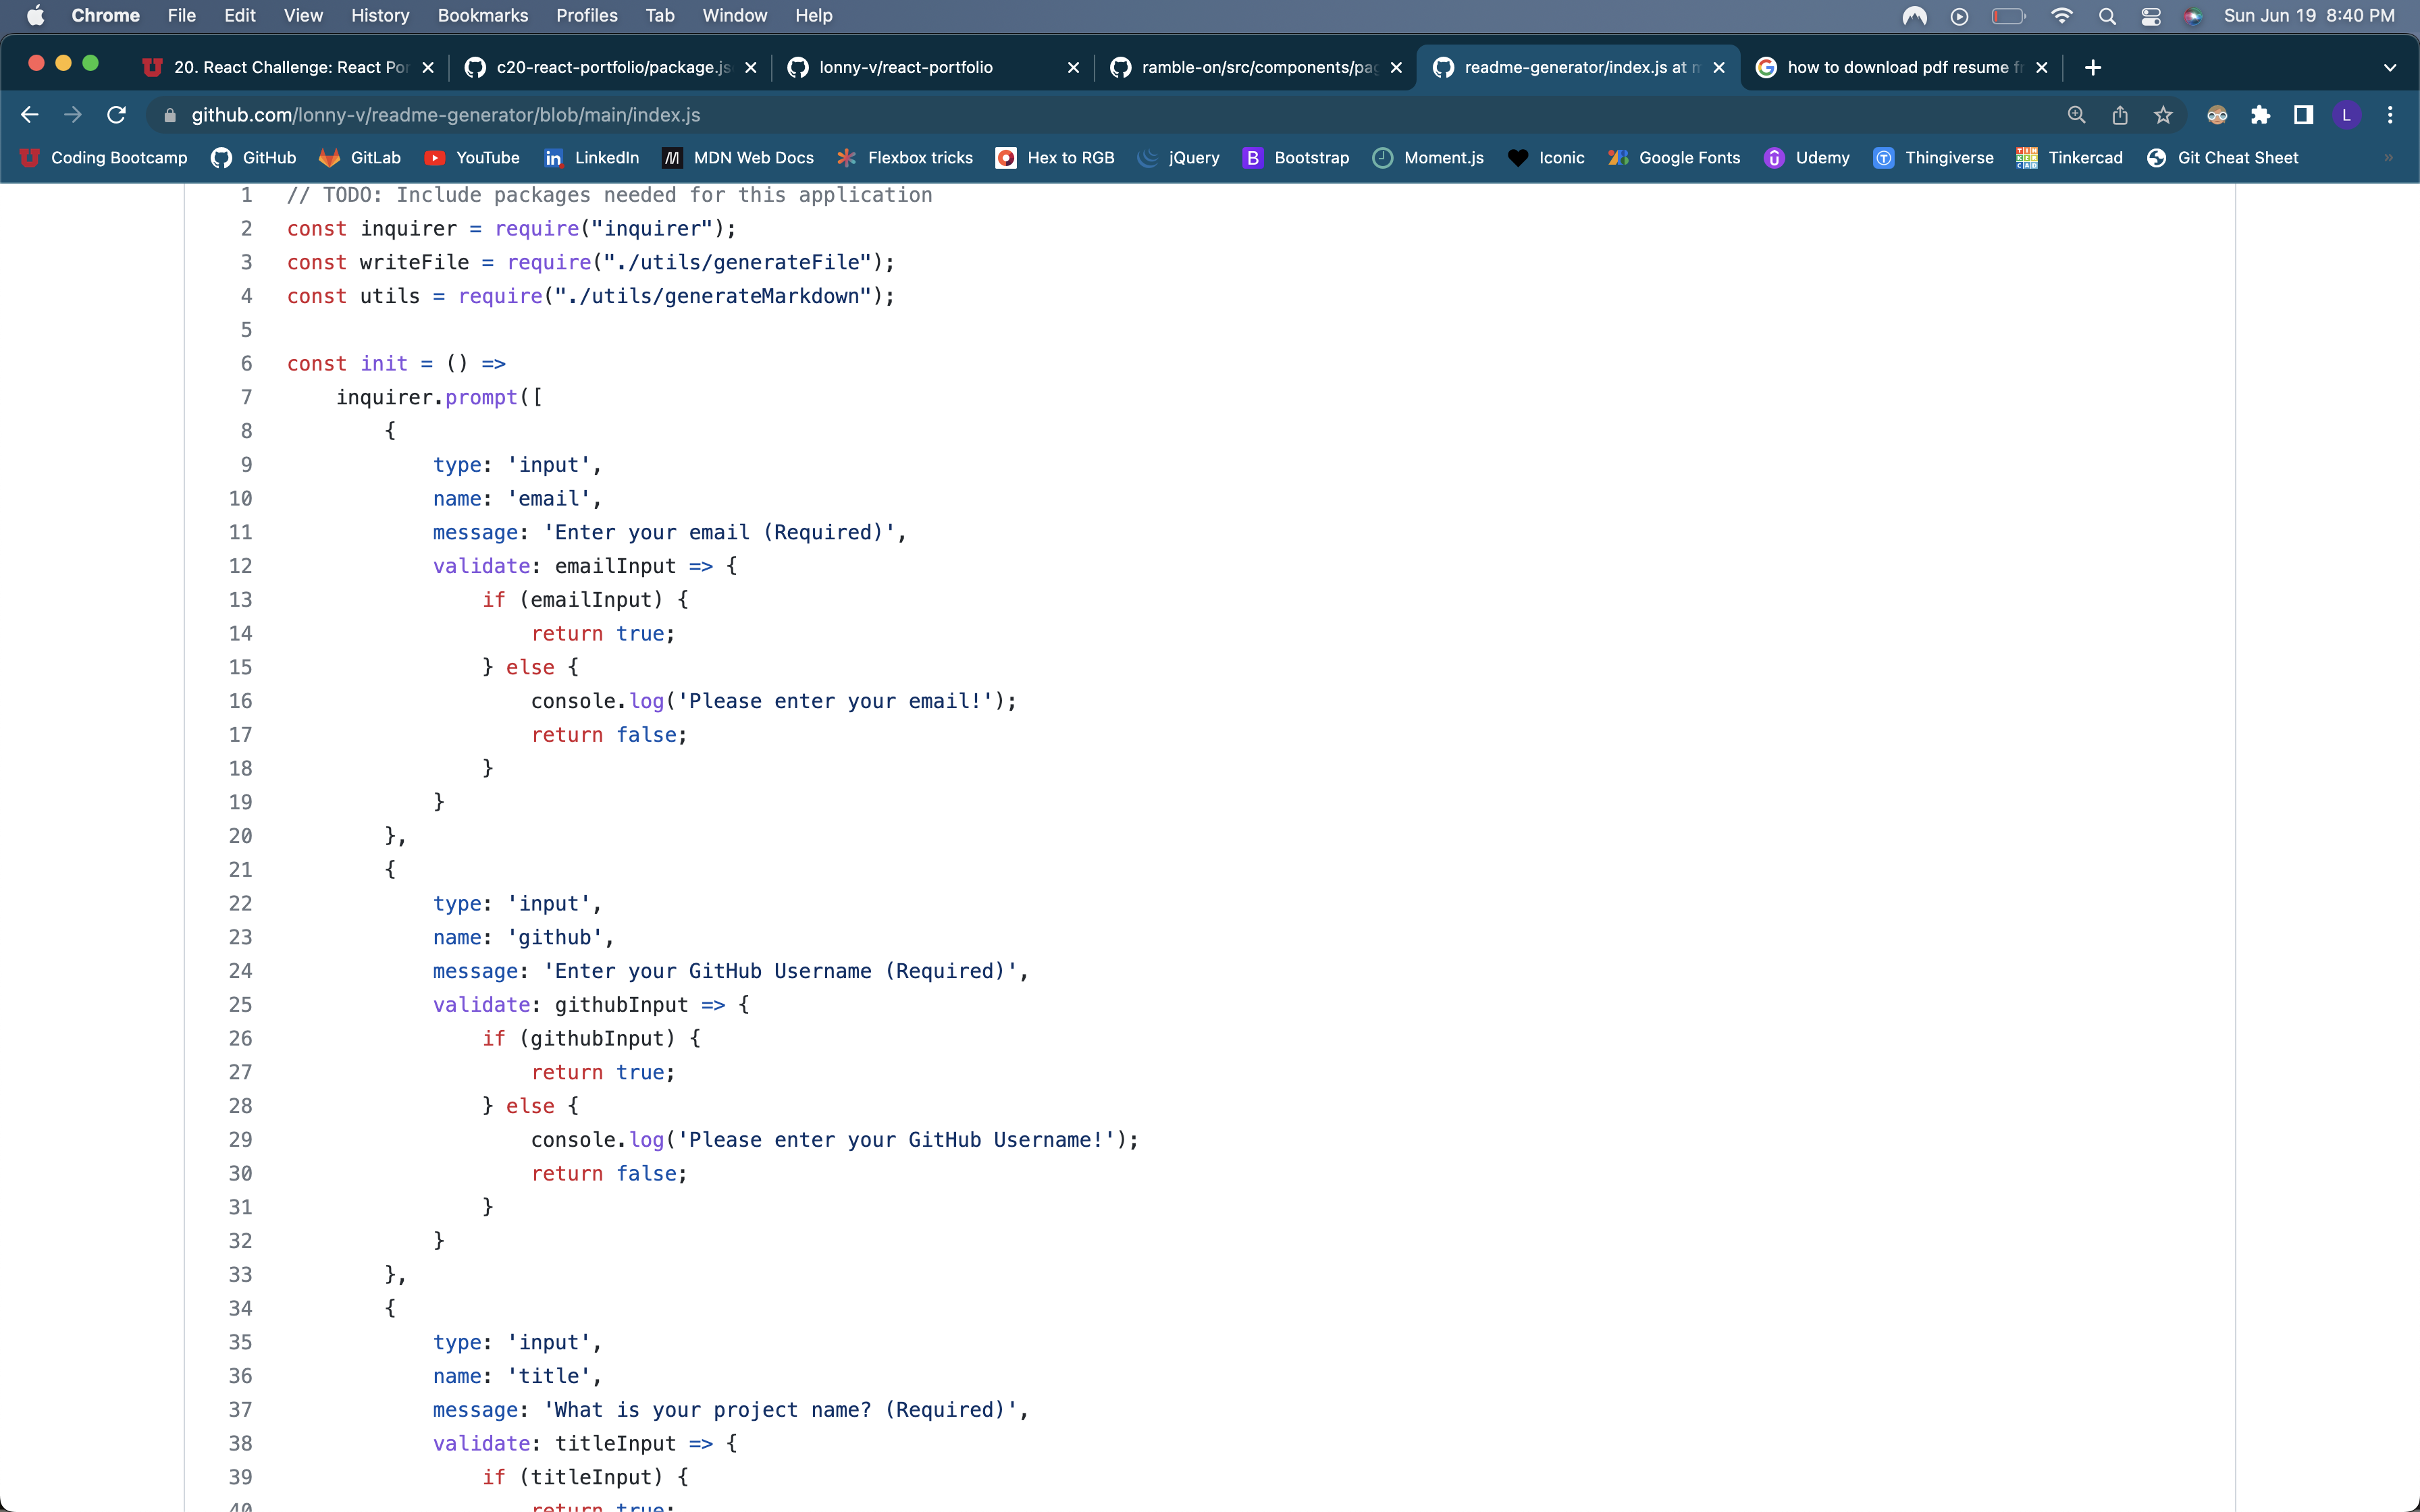 Chrome File Edit View History Bookmarks Profiles Tab Window Help Sun Jun 19 8:40 PM
20. React Challenge: React Por c20-react-portfolio/package.js lonny-v/react-portfolio ramble-on/src/components/pag readme-generator/index.js at m how to download pdf resume fr
github.com/lonny-v/readme-generator/blob/main/index.js L
Coding Bootcamp GitHub GitLab YouTube LinkedIn MDN Web Docs Flexbox tricks Hex to RGB jQuery Bootstrap Moment.js Iconic Google Fonts Udemy Thingiverse Tinkercad Git Cheat Sheet »
1 // TODO: Include packages needed for this application
2 const inquirer = require("inquirer");
3 const writeFile = require("./utils/generateFile");
4 const utils = require("./utils/generateMarkdown");
5
6 const init = () =>
7 inquirer.prompt([
8 {
9 type: 'input',
10 name: 'email',
11 message: 'Enter your email (Required)',
12 validate: emailInput => {
13 if (emailInput) {
14 return true;
15 } else {
16 console.log('Please enter your email!');
17 return false;
18 }
19 }
20 },
21 {
22 type: 'input',
23 name: 'github',
24 message: 'Enter your GitHub Username (Required)',
25 validate: githubInput => {
26 if (githubInput) {
27 return true;
28 } else {
29 console.log('Please enter your GitHub Username!');
30 return false;
31 }
32 }
33 },
34 {
35 type: 'input',
36 name: 'title',
37 message: 'What is your project name? (Required)',
38 validate: titleInput => {
39 if (titleInput) {
40 return true;